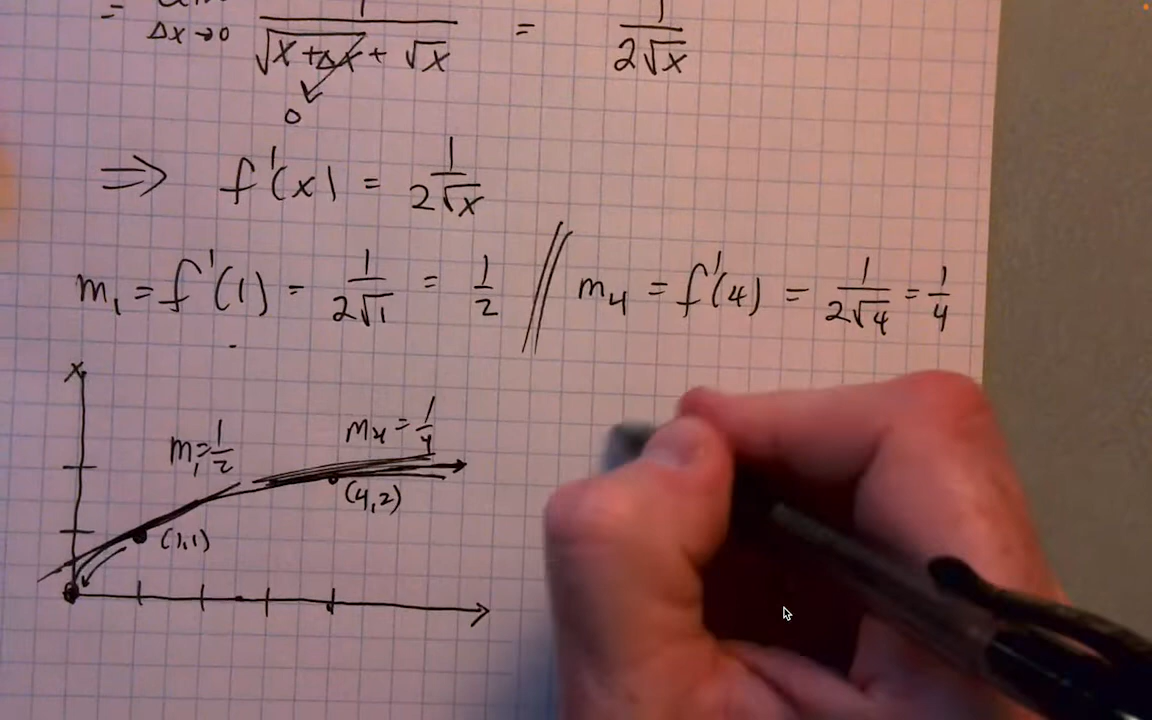 = lim Δx→0 1/(√(x+Δx) + √x) = 1/(2√x)
0
⇒ f'(x) = 1/(2√x)
m₁ = f'(1) = 1/(2√1) = 1/2 // m₄ = f'(4) = 1/(2√4) = 1/4
x
m₄ = 1/4
m₁ = 1/2
(4,2)
(1,1)